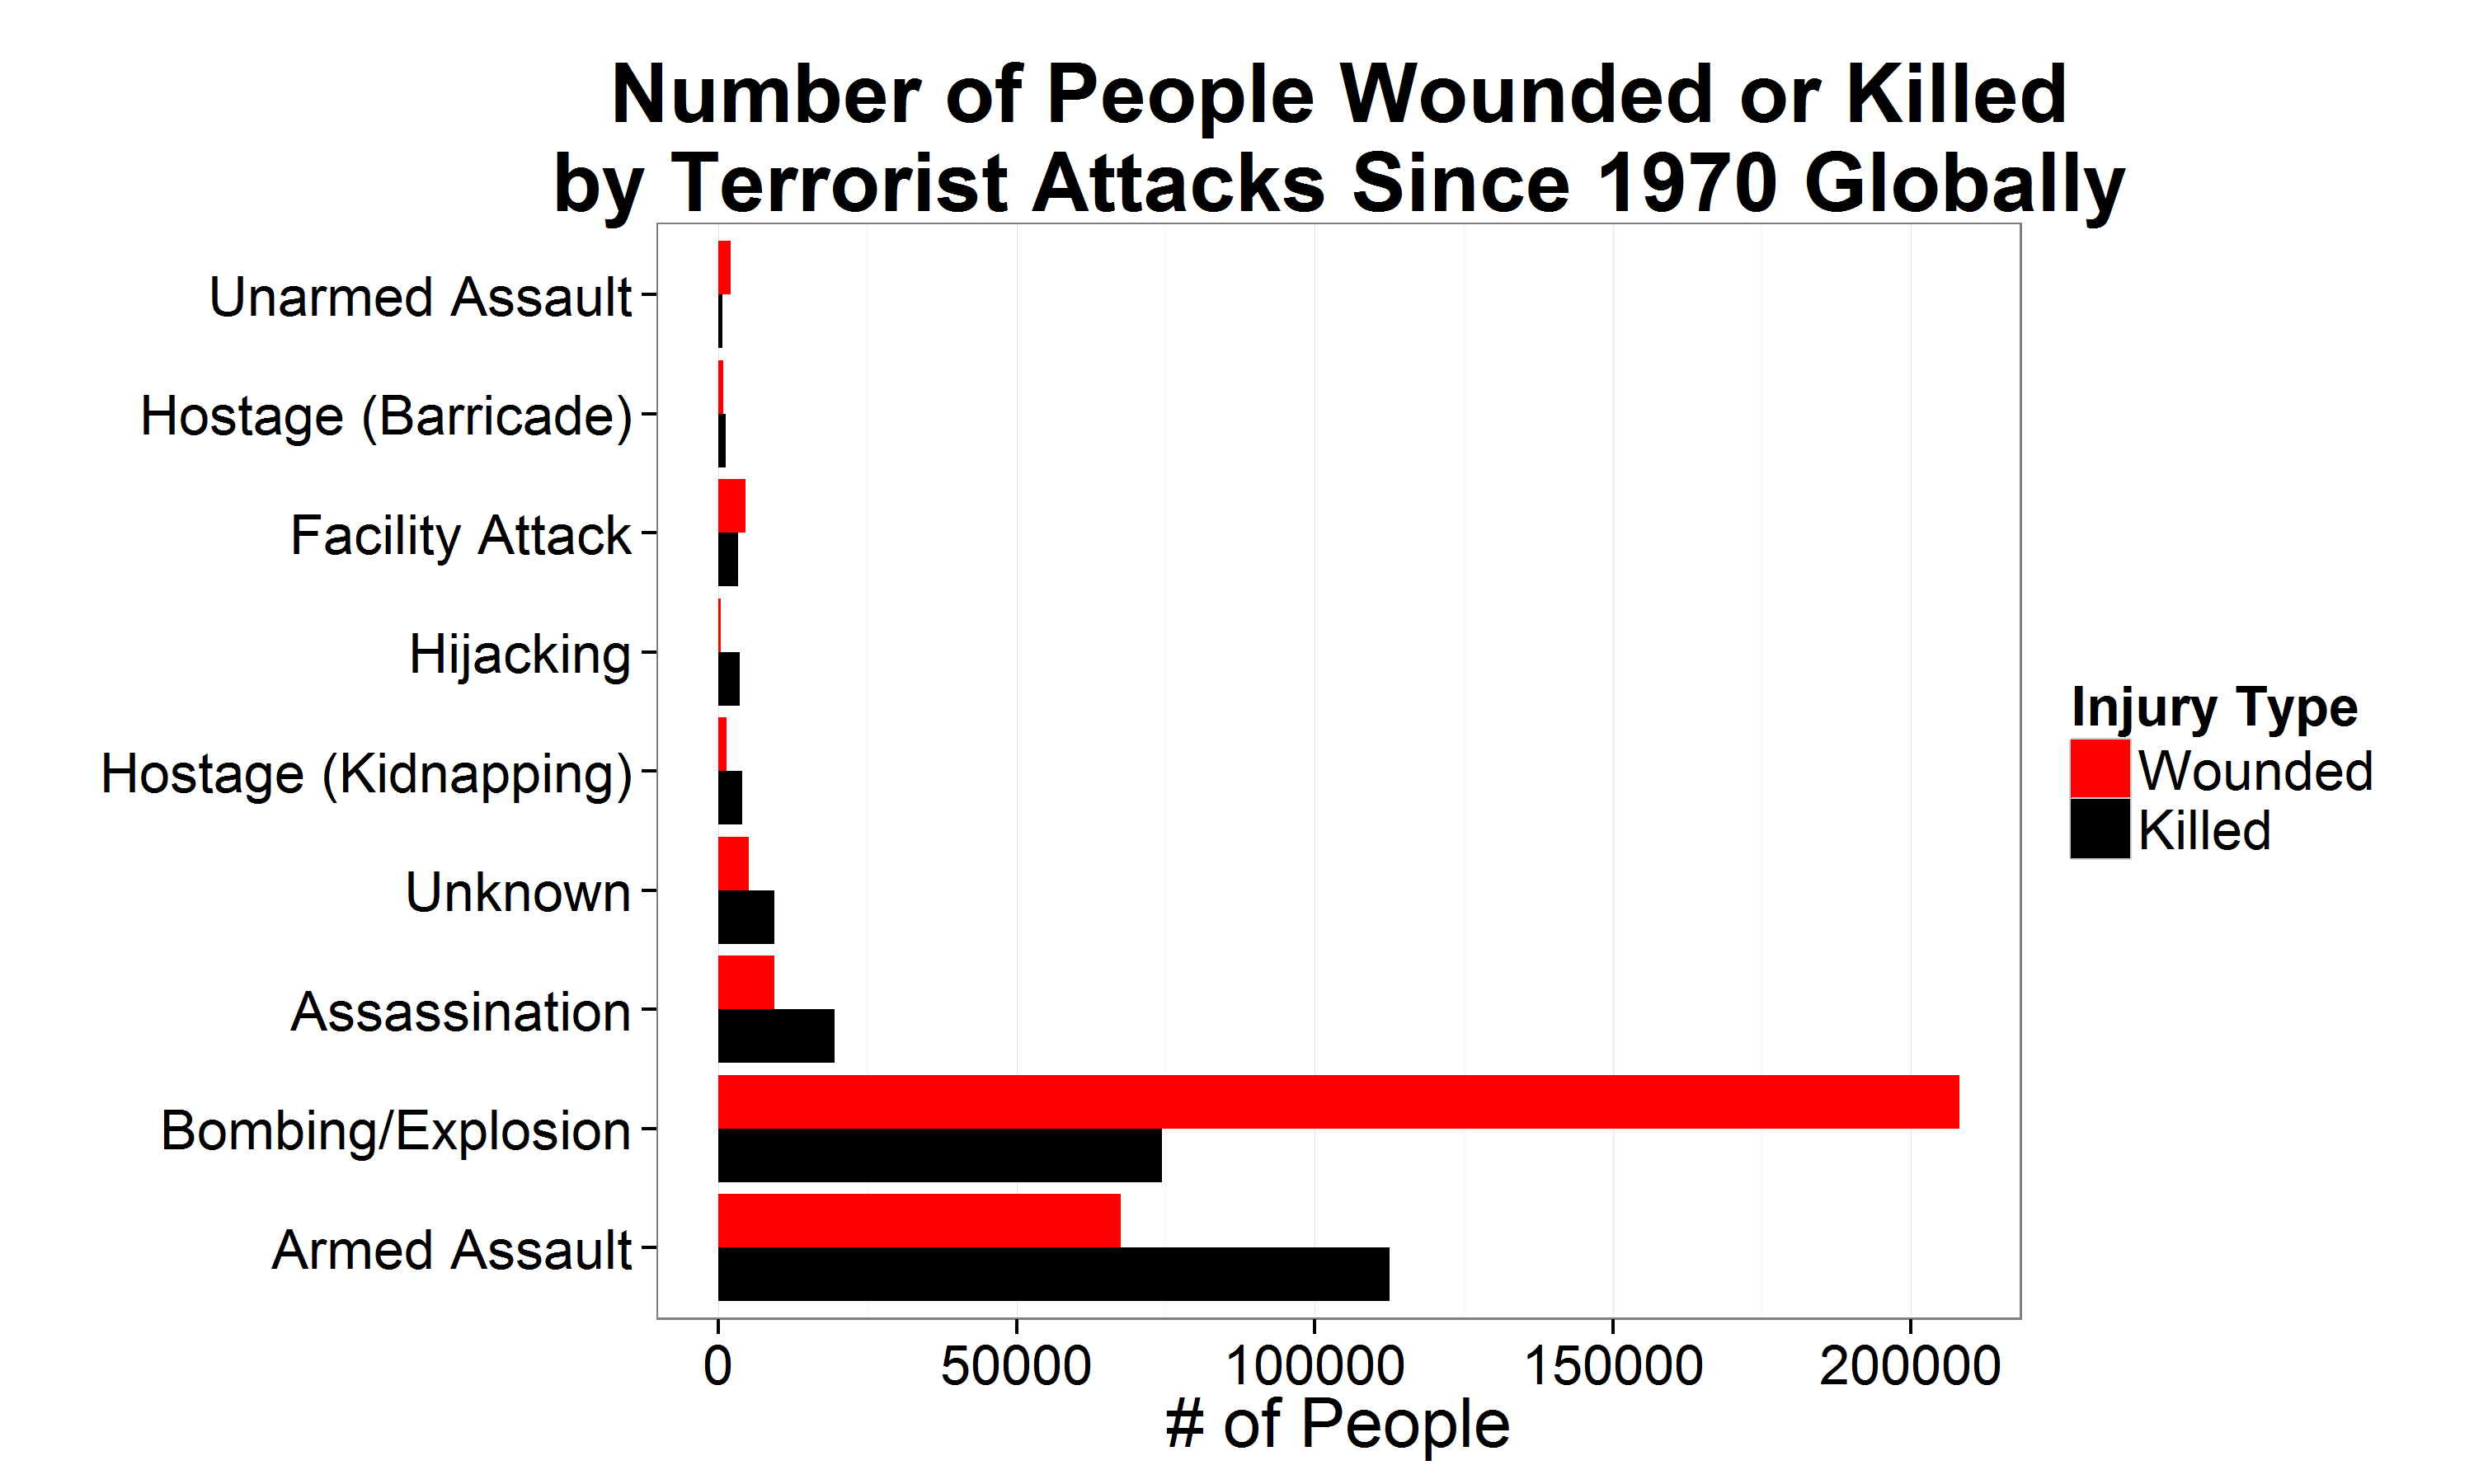 Number of People Wounded or Killed
by Terrorist Attacks Since 1970 Globally
Unarmed Assault
Hostage (Barricade)
Facility Attack
Hijacking
Hostage (Kidnapping)
Unknown
Assassination
Bombing/Explosion
Armed Assault
0 50000 100000 150000 200000
# of People
Injury Type
Wounded
Killed